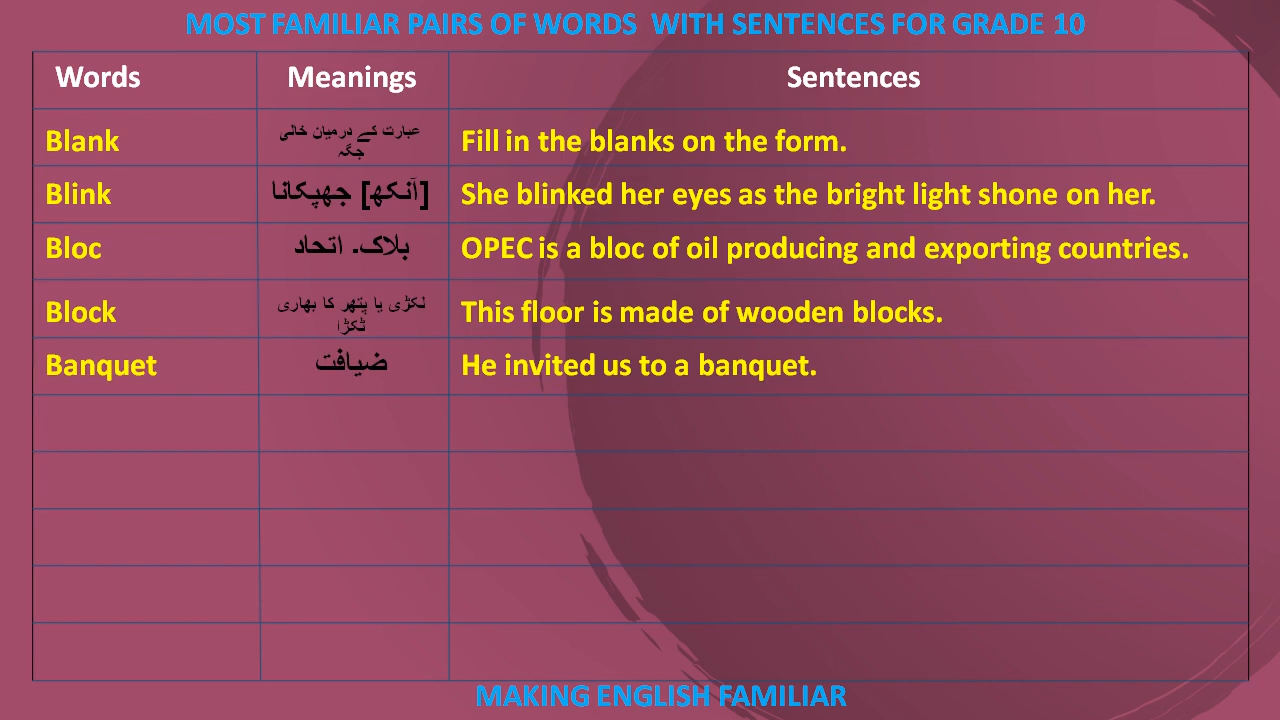 MOST FAMILIAR PAIRS OF WORDS WITH SENTENCES FOR GRADE 10
Words Meanings Sentences
Blank عبارت کے درمیان خالی جگہ Fill in the blanks on the form.
Blink [آنکھ] جھپکانا She blinked her eyes as the bright light shone on her.
Bloc بلاک۔ اتحاد OPEC is a bloc of oil producing and exporting countries.
Block لکڑی یا پتھر کا بھاری ٹکڑا This floor is made of wooden blocks.
Banquet ضیافت He invited us to a banquet.
MAKING ENGLISH FAMILIAR